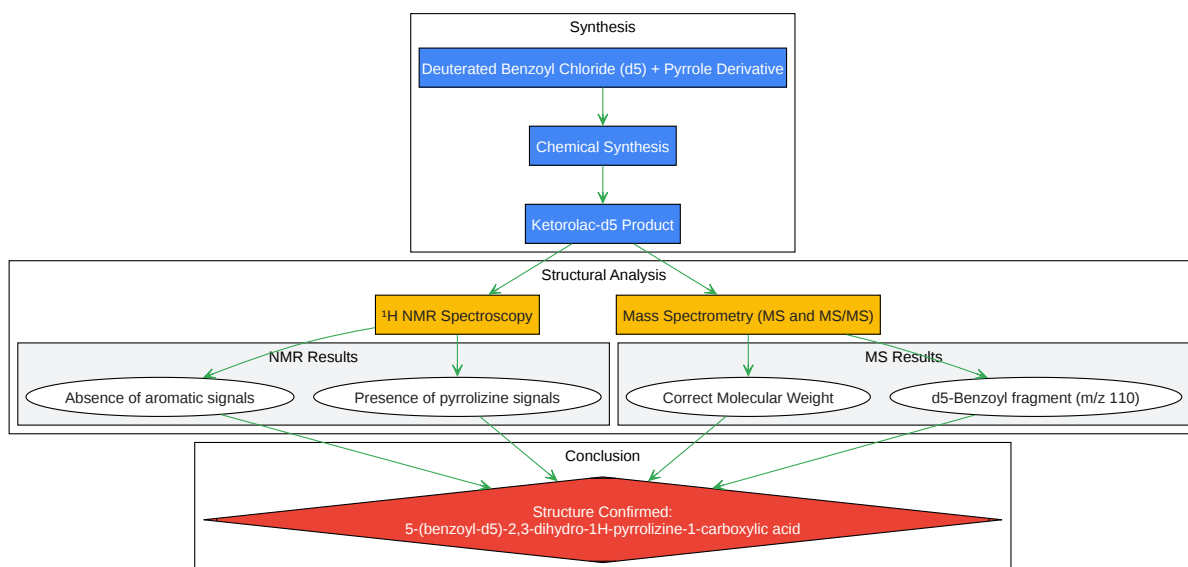 Synthesis
Deuterated Benzoyl Chloride (d5) + Pyrrole Derivative
Chemical Synthesis
Ketorolac-d5 Product
Structural Analysis
¹H NMR Spectroscopy
Mass Spectrometry (MS and MS/MS)
NMR Results
MS Results
Absence of aromatic signals
Presence of pyrrolizine signals
Correct Molecular Weight
d5-Benzoyl fragment (m/z 110)
Conclusion
Structure Confirmed:
5-(benzoyl-d5)-2,3-dihydro-1H-pyrrolizine-1-carboxylic acid